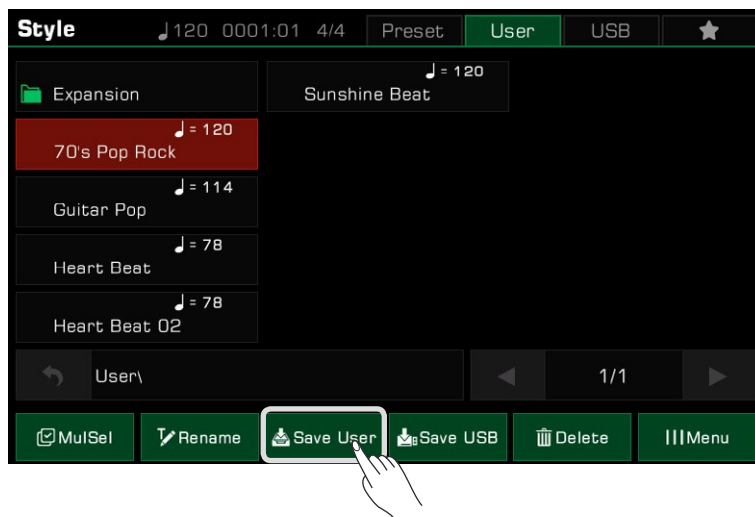 Style ♩120 0001:01 4/4 Preset User USB ★
Expansion
♩= 120
Sunshine Beat
♩= 120
70's Pop Rock
♩= 114
Guitar Pop
♩= 78
Heart Beat
♩= 78
Heart Beat 02
User\ 1/1
MulSel Rename Save User Save USB Delete Menu